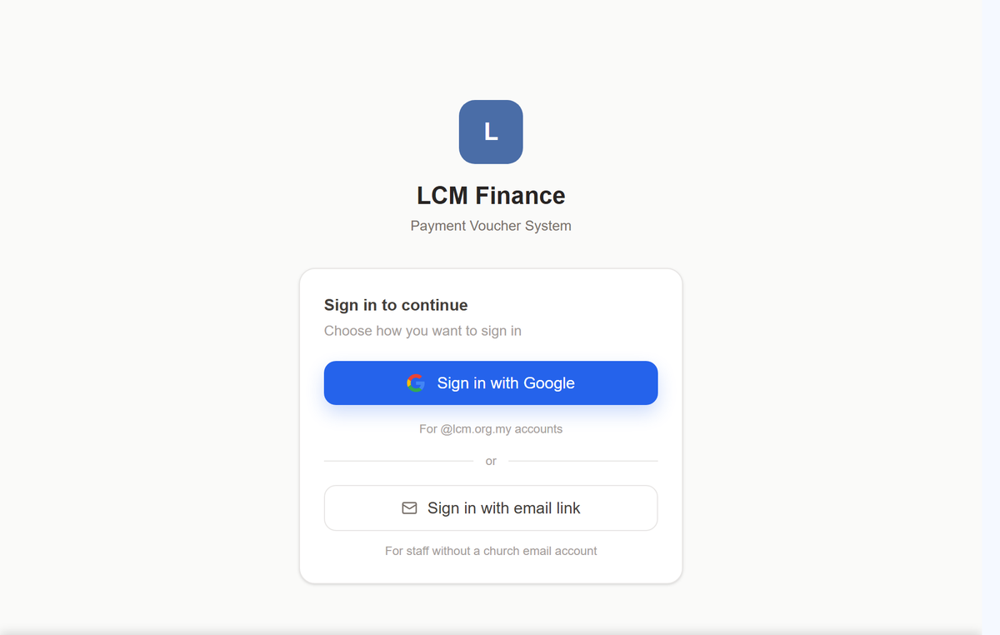 L
LCM Finance
Payment Voucher System
Sign in to continue
Choose how you want to sign in
Sign in with Google
For @lcm.org.my accounts
or
Sign in with email link
For staff without a church email account